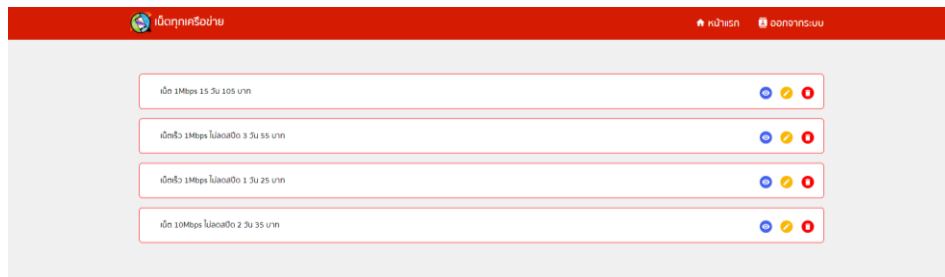 เน็ตทุกเครือข่าย
หน้าแรก
ออกจากระบบ
เน็ต 1Mbps 15 วัน 105 บาท
เน็ตเร็ว 1Mbps ไม่ลดสปีด 3 วัน 55 บาท
เน็ตเร็ว 1Mbps ไม่ลดสปีด 1 วัน 25 บาท
เน็ต 10Mbps ไม่ลดสปีด 2 วัน 35 บาท